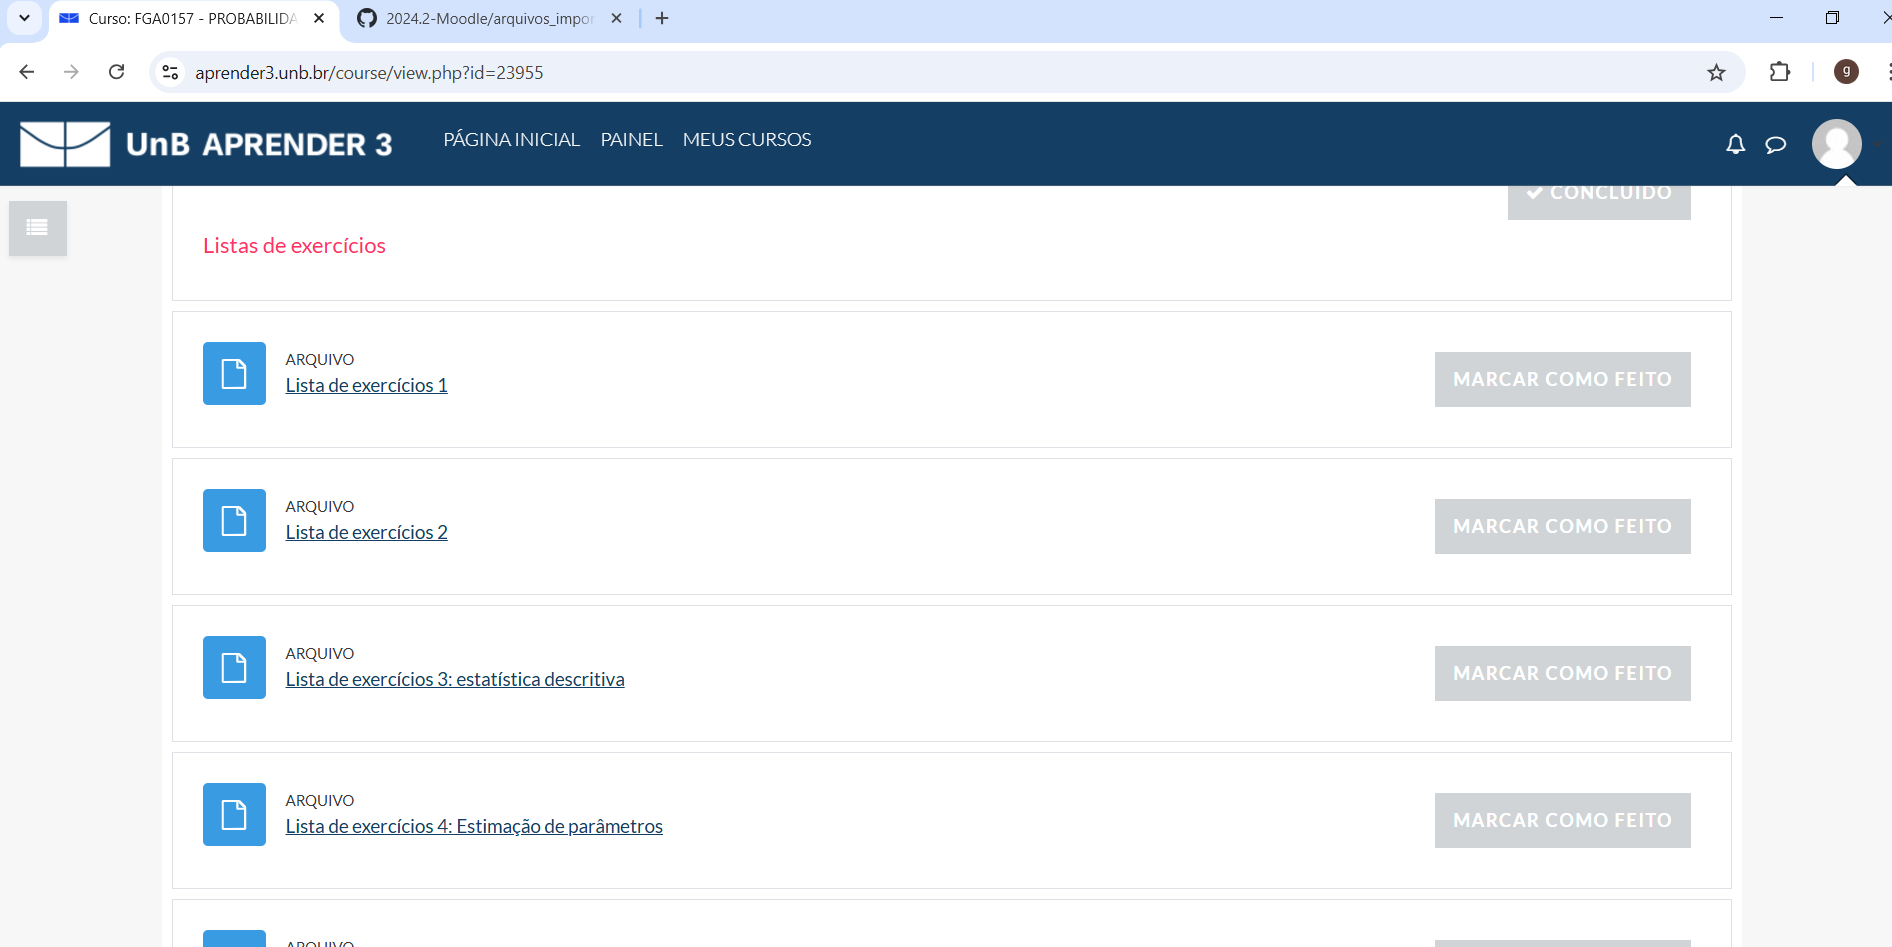 Curso: FGA0157 - PROBABILIDA
2024.2-Moodle/arquivos_impor
aprender3.unb.br/course/view.php?id=23955
g
UnB APRENDER 3
PÁGINA INICIAL
PAINEL
MEUS CURSOS
CONCLUÍDO
Listas de exercícios
ARQUIVO
Lista de exercícios 1
MARCAR COMO FEITO
ARQUIVO
Lista de exercícios 2
MARCAR COMO FEITO
ARQUIVO
Lista de exercícios 3: estatística descritiva
MARCAR COMO FEITO
ARQUIVO
Lista de exercícios 4: Estimação de parâmetros
MARCAR COMO FEITO
ARQUIVO